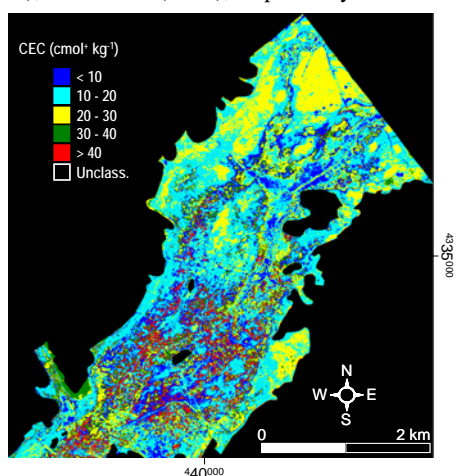 CEC (cmol⁺ kg⁻¹)
< 10
10 - 20
20 - 30
30 - 40
> 40
Unclass.
4335000
N
W E
S
0 2 km
440000